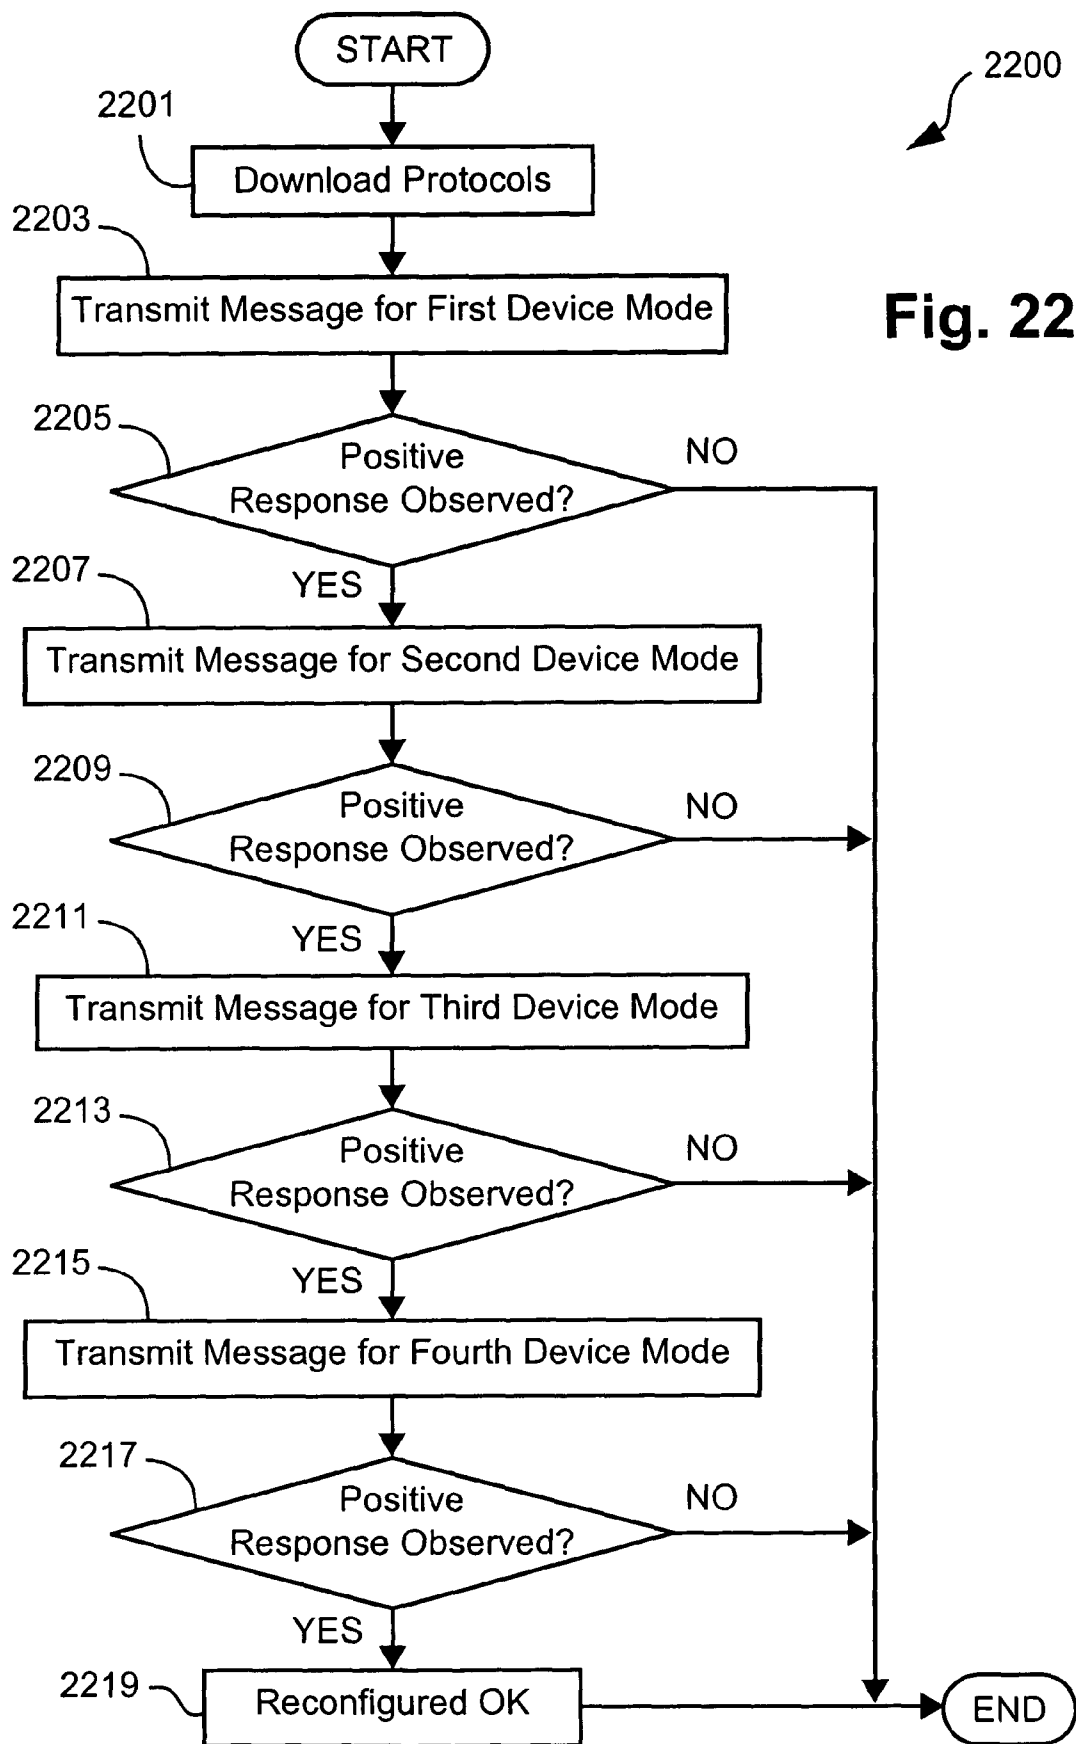 START
2200
2201
Download Protocols
2203
Transmit Message for First Device Mode
Fig. 22
2205
Positive
Response Observed?
NO
YES
2207
Transmit Message for Second Device Mode
2209
Positive
Response Observed?
NO
YES
2211
Transmit Message for Third Device Mode
2213
Positive
Response Observed?
NO
YES
2215
Transmit Message for Fourth Device Mode
2217
Positive
Response Observed?
NO
YES
2219
Reconfigured OK
END